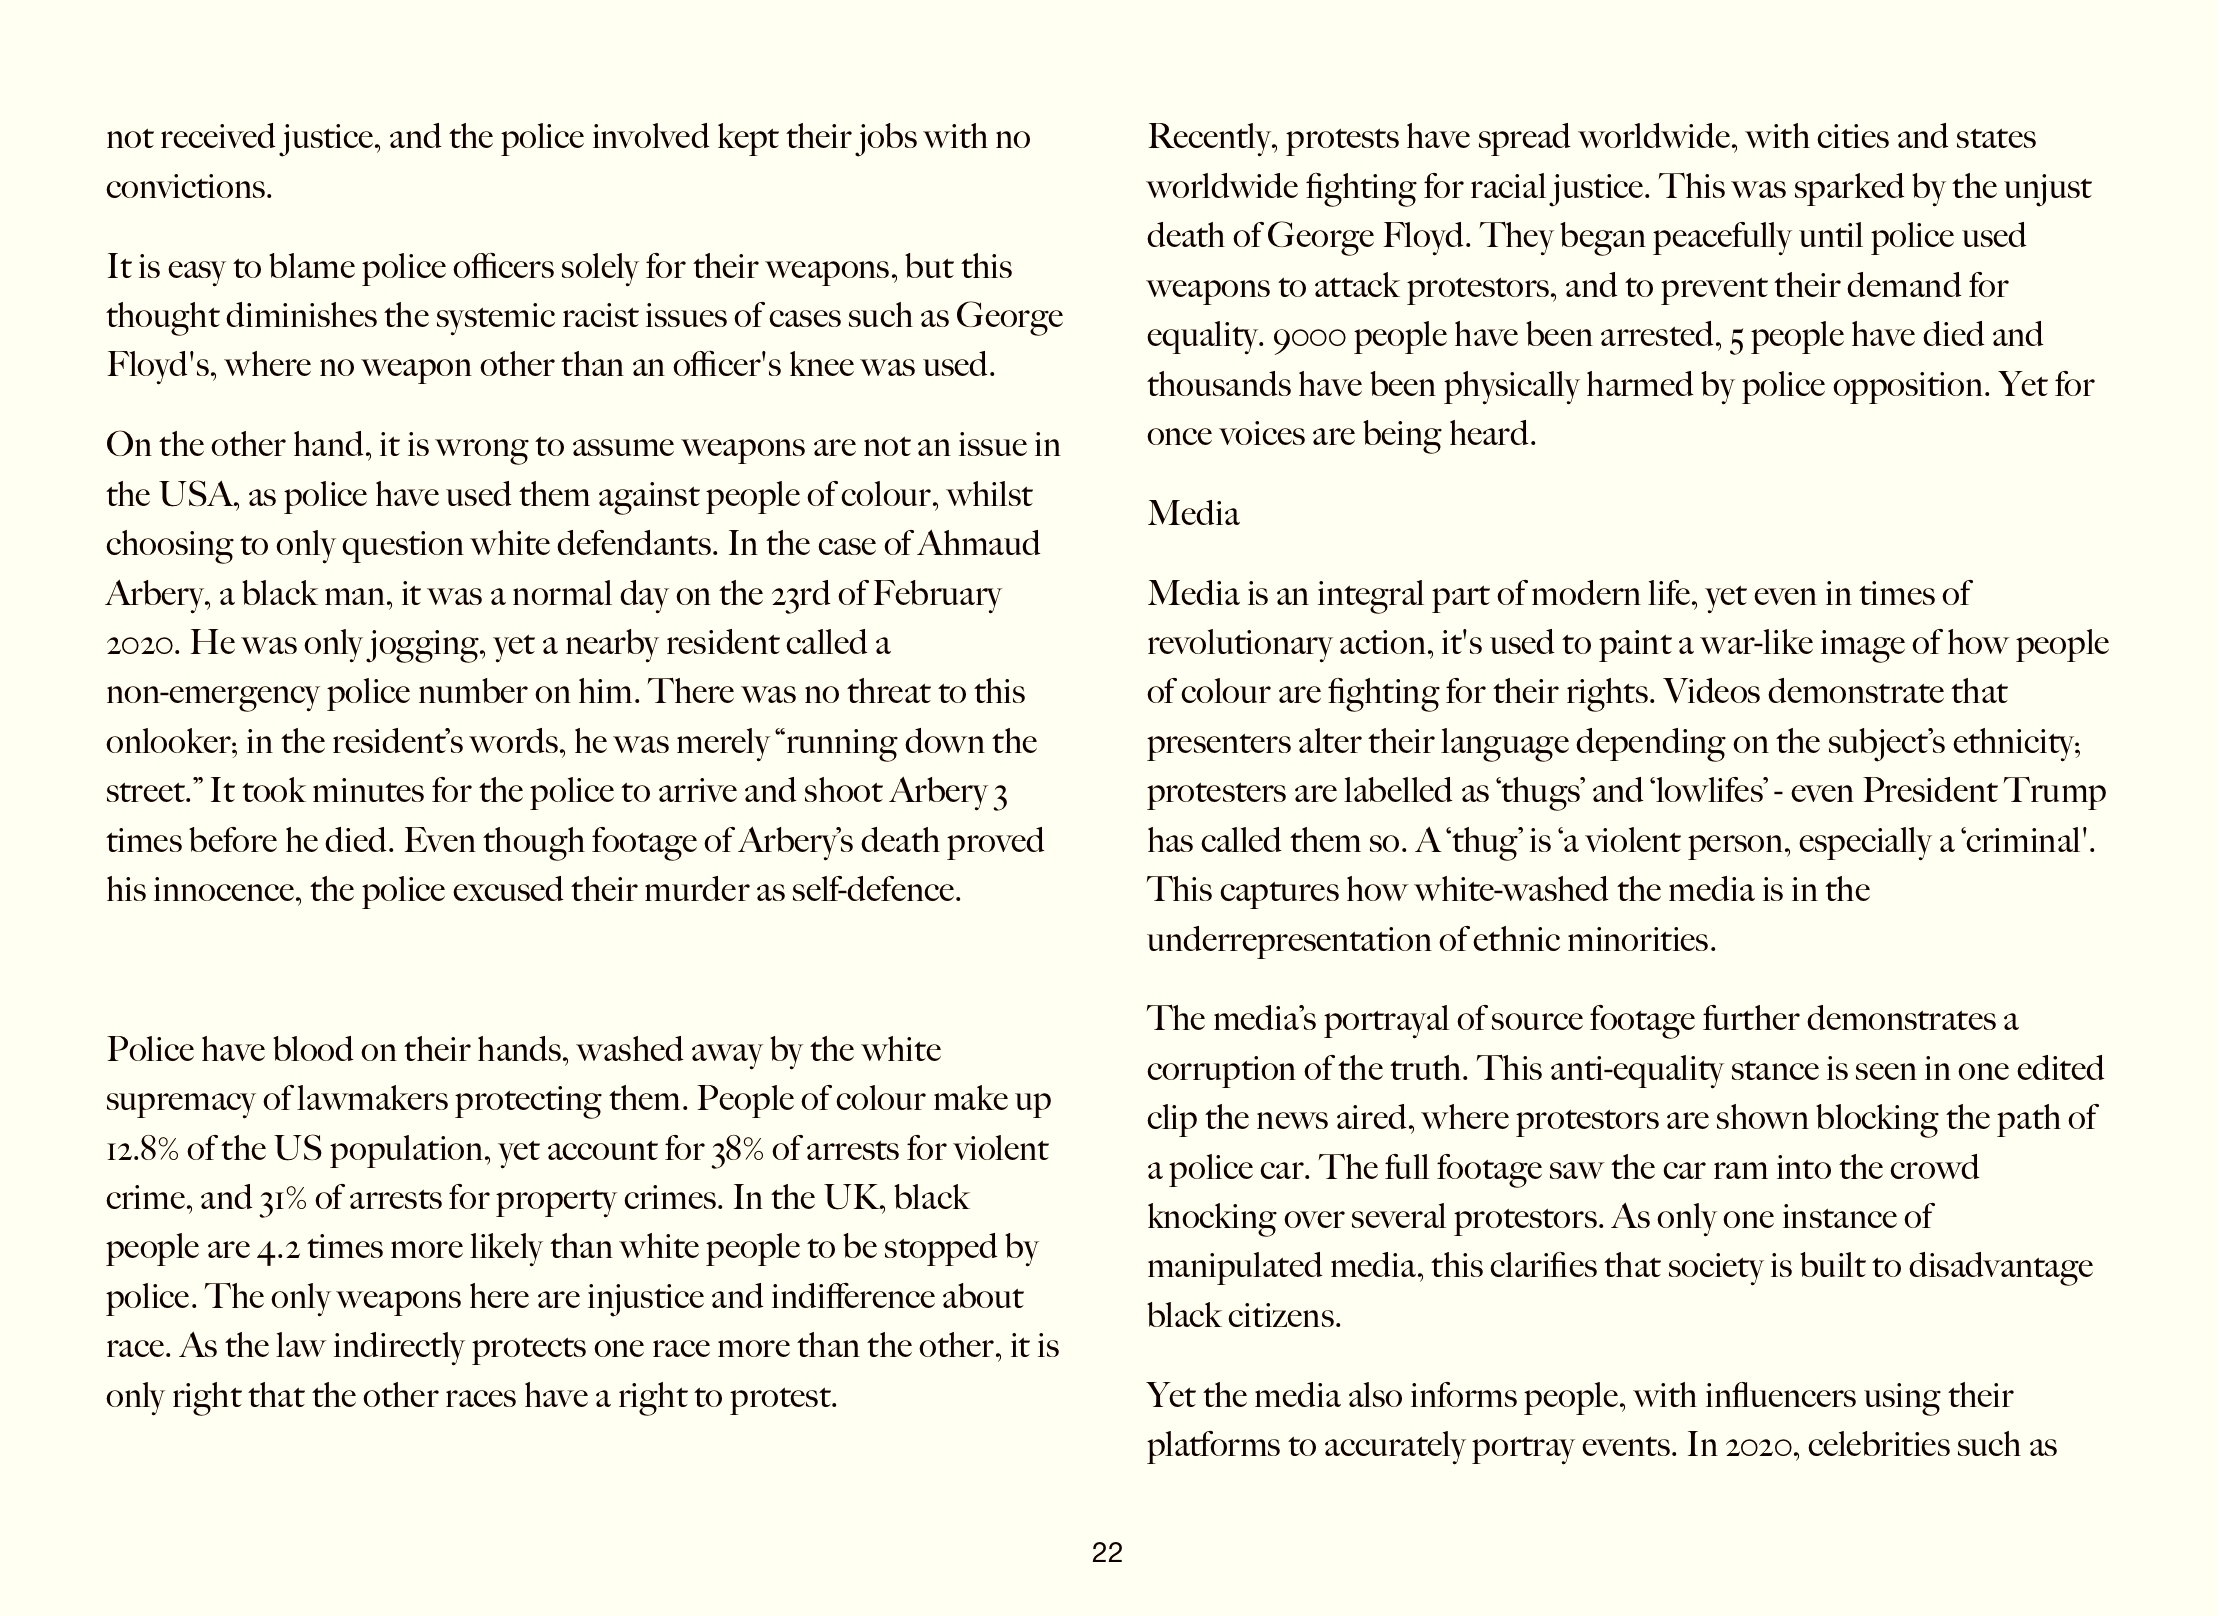 not received justice, and the police involved kept their jobs with no
convictions.
It is easy to blame police officers solely for their weapons, but this
thought diminishes the systemic racist issues of cases such as George
Floyd's, where no weapon other than an officer's knee was used.
On the other hand, it is wrong to assume weapons are not an issue in
the USA, as police have used them against people of colour, whilst
choosing to only question white defendants. In the case of Ahmaud
Arbery, a black man, it was a normal day on the 23rd of February
2020. He was only jogging, yet a nearby resident called a
non-emergency police number on him. There was no threat to this
onlooker; in the resident’s words, he was merely “running down the
street.” It took minutes for the police to arrive and shoot Arbery 3
times before he died. Even though footage of Arbery’s death proved
his innocence, the police excused their murder as self-defence.
Police have blood on their hands, washed away by the white
supremacy of lawmakers protecting them. People of colour make up
12.8% of the US population, yet account for 38% of arrests for violent
crime, and 31% of arrests for property crimes. In the UK, black
people are 4.2 times more likely than white people to be stopped by
police. The only weapons here are injustice and indifference about
race. As the law indirectly protects one race more than the other, it is
only right that the other races have a right to protest.
Recently, protests have spread worldwide, with cities and states
worldwide fighting for racial justice. This was sparked by the unjust
death of George Floyd. They began peacefully until police used
weapons to attack protestors, and to prevent their demand for
equality. 9000 people have been arrested, 5 people have died and
thousands have been physically harmed by police opposition. Yet for
once voices are being heard.
Media
Media is an integral part of modern life, yet even in times of
revolutionary action, it's used to paint a war-like image of how people
of colour are fighting for their rights. Videos demonstrate that
presenters alter their language depending on the subject’s ethnicity;
protesters are labelled as ‘thugs’ and ‘lowlifes’ - even President Trump
has called them so. A ‘thug’ is ‘a violent person, especially a ‘criminal'.
This captures how white-washed the media is in the
underrepresentation of ethnic minorities.
The media’s portrayal of source footage further demonstrates a
corruption of the truth. This anti-equality stance is seen in one edited
clip the news aired, where protestors are shown blocking the path of
a police car. The full footage saw the car ram into the crowd
knocking over several protestors. As only one instance of
manipulated media, this clarifies that society is built to disadvantage
black citizens.
Yet the media also informs people, with influencers using their
platforms to accurately portray events. In 2020, celebrities such as
22